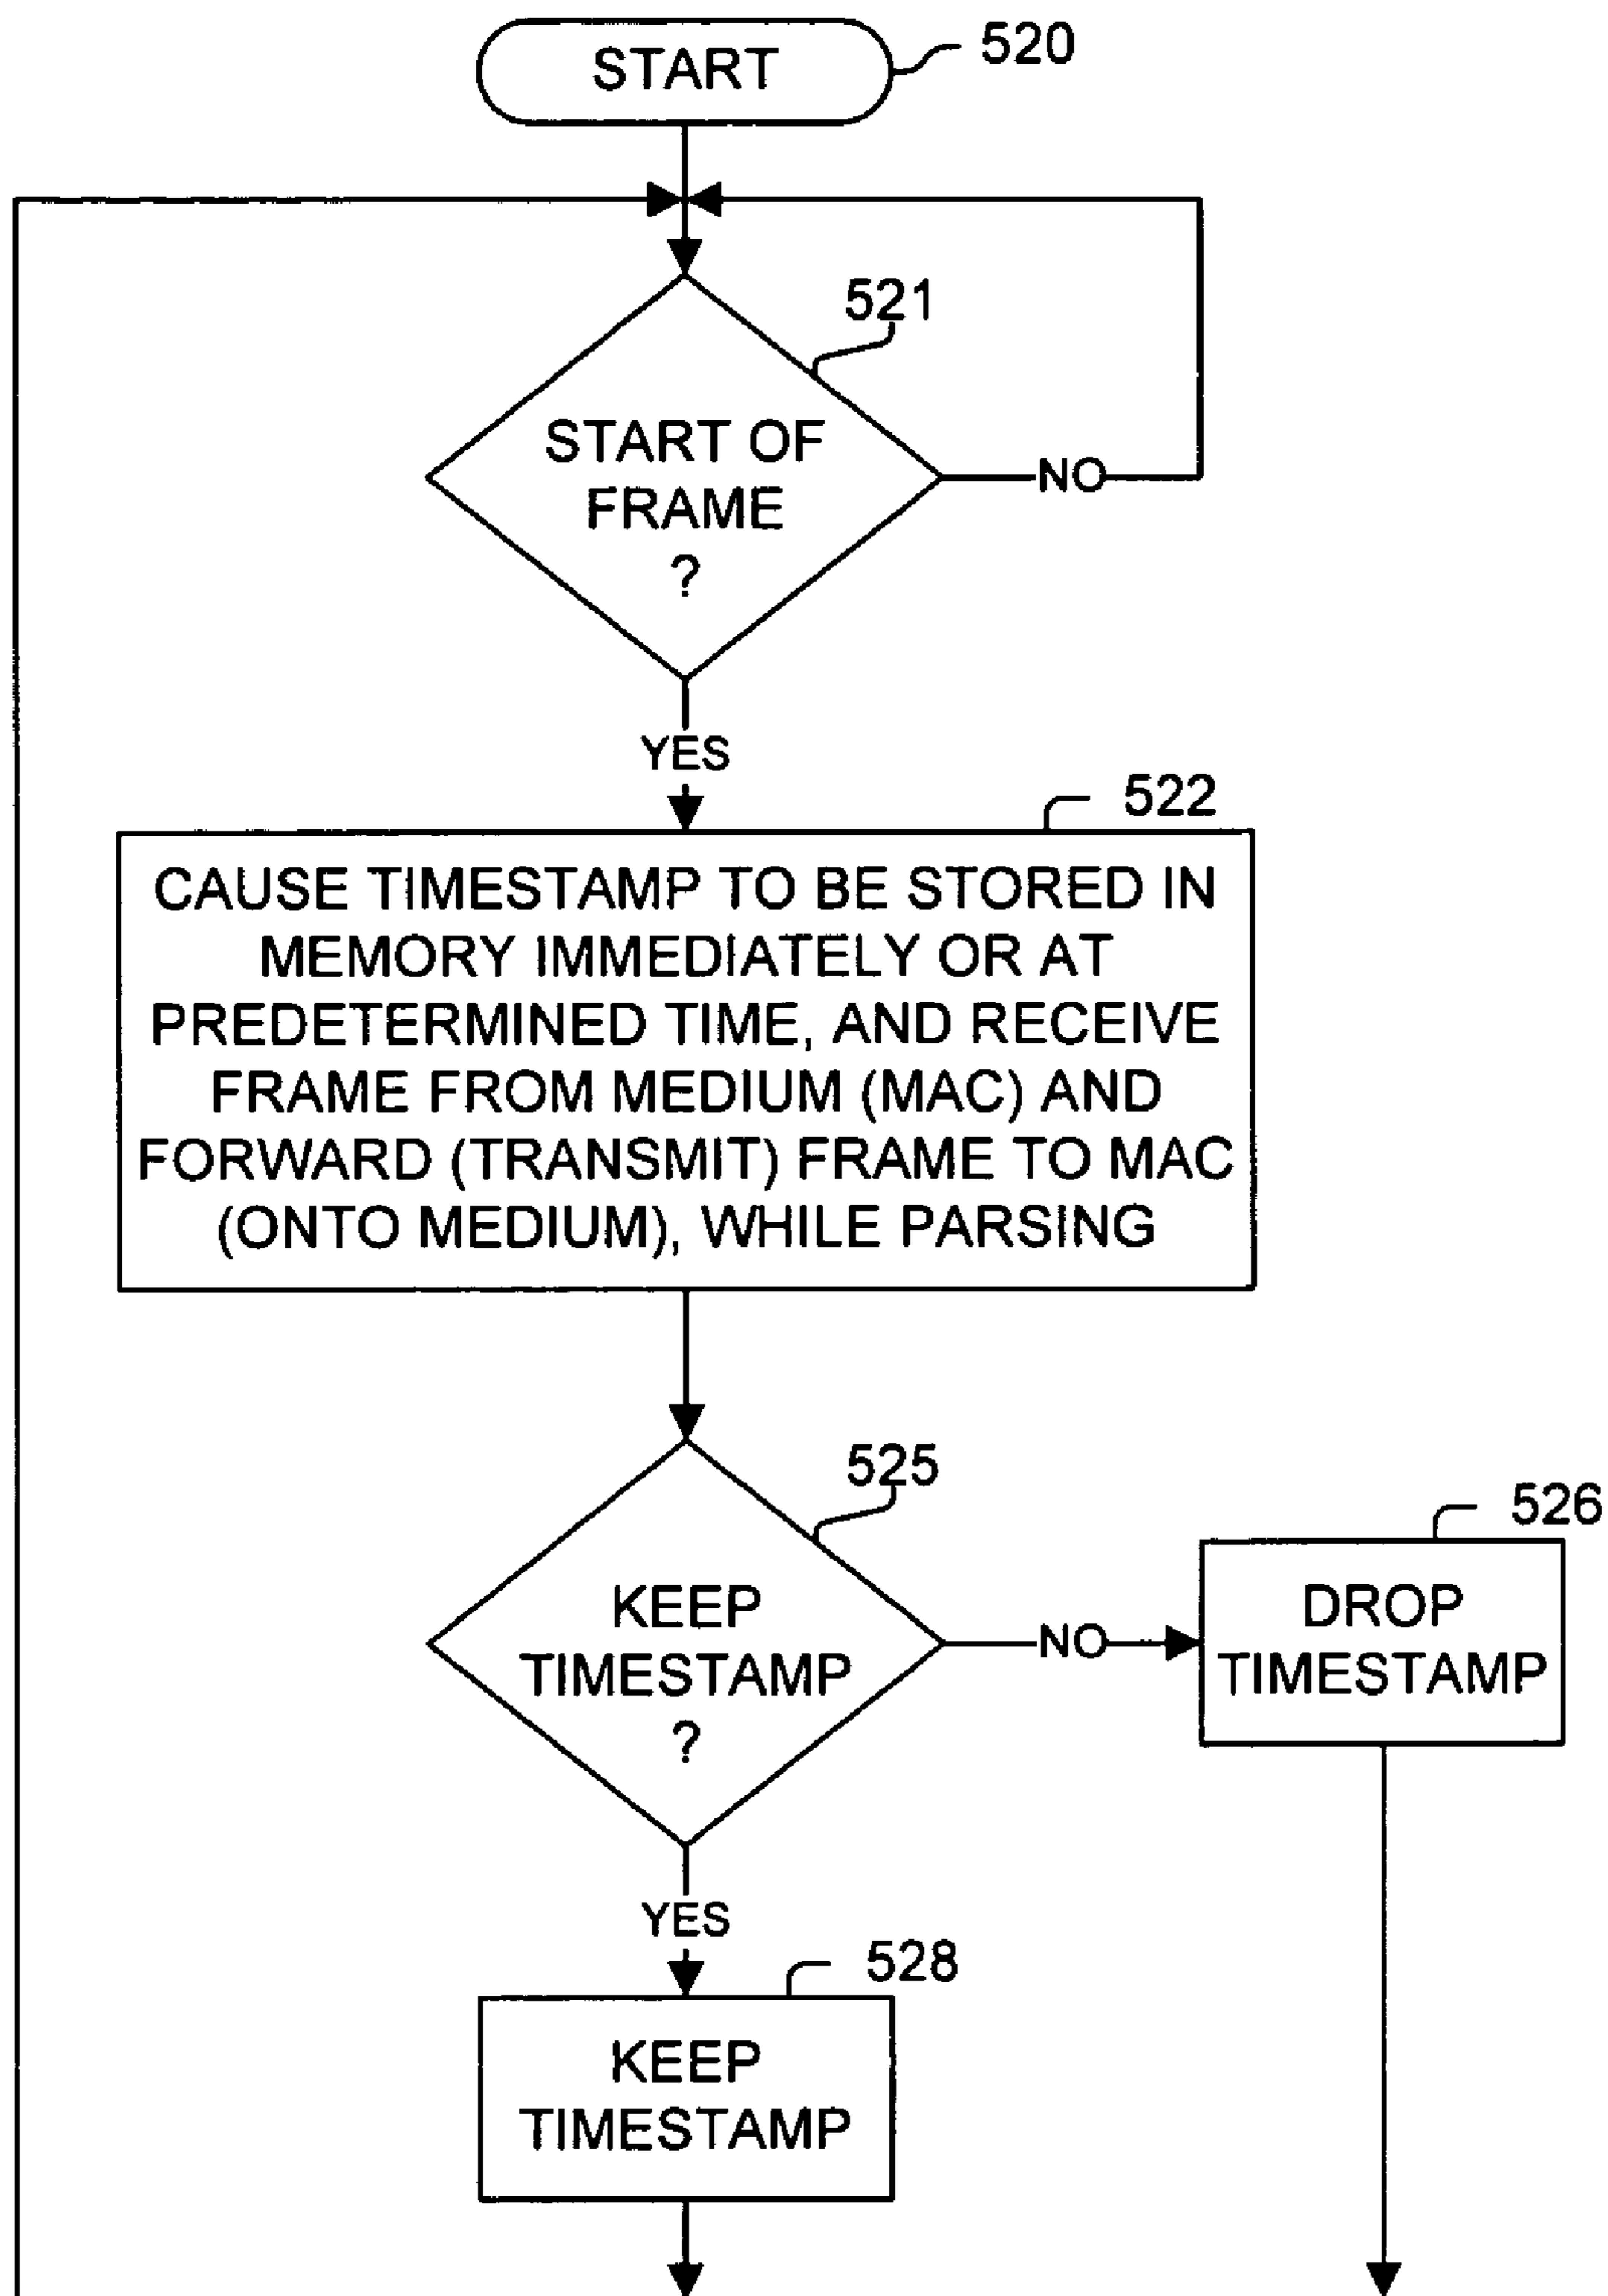 START
520
521
START OF
FRAME
?
NO
YES
522
CAUSE TIMESTAMP TO BE STORED IN
MEMORY IMMEDIATELY OR AT
PREDETERMINED TIME, AND RECEIVE
FRAME FROM MEDIUM (MAC) AND
FORWARD (TRANSMIT) FRAME TO MAC
(ONTO MEDIUM), WHILE PARSING
525
KEEP
TIMESTAMP
?
NO
526
DROP
TIMESTAMP
YES
528
KEEP
TIMESTAMP